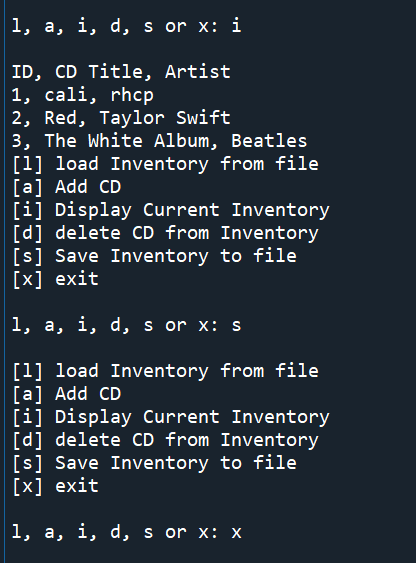 l, a, i, d, s or x: i
ID, CD Title, Artist
1, cali, rhcp
2, Red, Taylor Swift
3, The White Album, Beatles
[l] load Inventory from file
[a] Add CD
[i] Display Current Inventory
[d] delete CD from Inventory
[s] Save Inventory to file
[x] exit
l, a, i, d, s or x: s
[l] load Inventory from file
[a] Add CD
[i] Display Current Inventory
[d] delete CD from Inventory
[s] Save Inventory to file
[x] exit
l, a, i, d, s or x: x